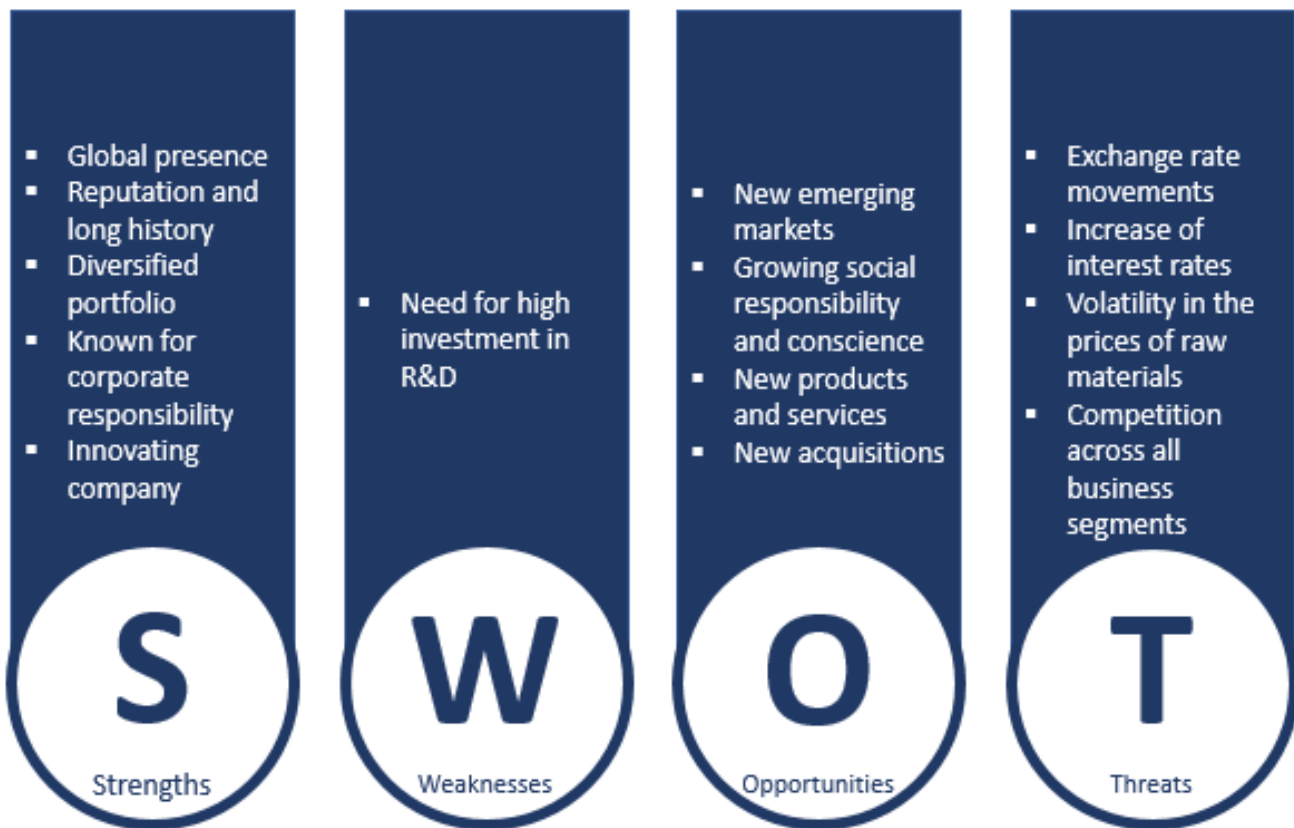 ▪ Global presence
▪ Reputation and
long history
▪ Diversified
portfolio
▪ Known for
corporate
responsibility
▪ Innovating
company
S
Strengths
▪ Need for high
investment in
R&D
W
Weaknesses
▪ New emerging
markets
▪ Growing social
responsibility
and conscience
▪ New products
and services
▪ New acquisitions
O
Opportunities
▪ Exchange rate
movements
▪ Increase of
interest rates
▪ Volatility in the
prices of raw
materials
▪ Competition
across all
business
segments
T
Threats